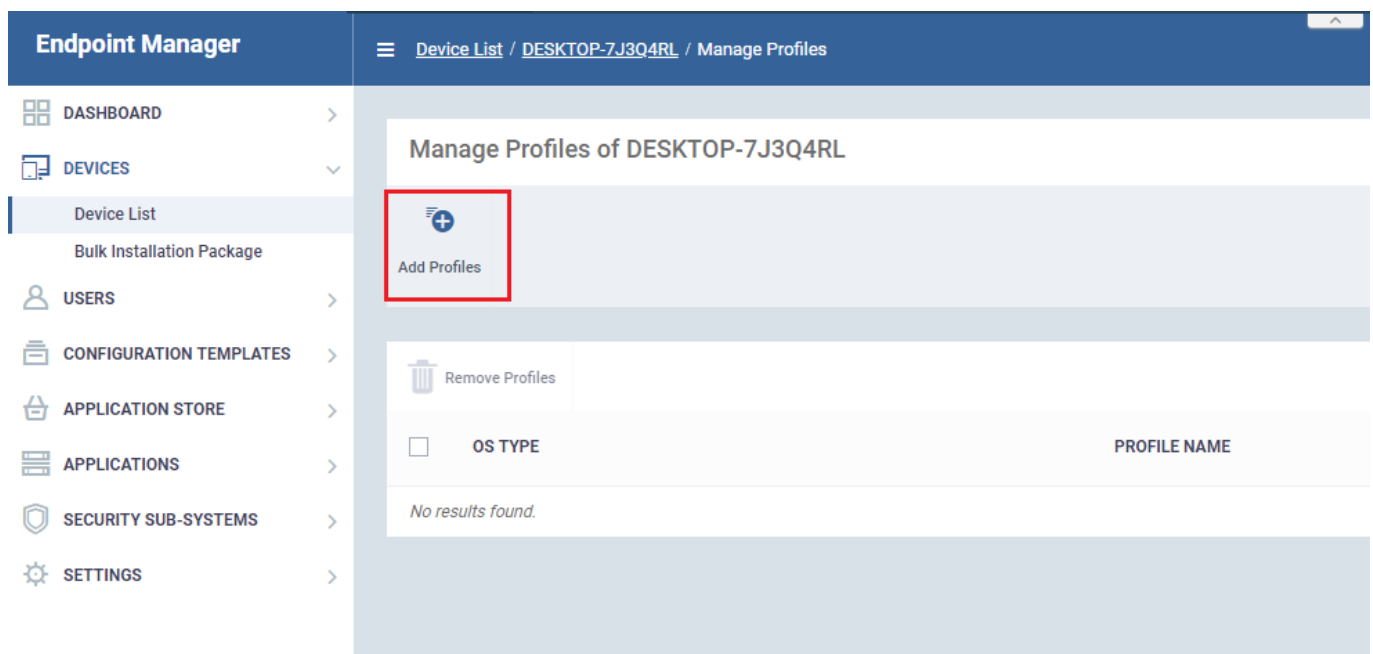 Endpoint Manager
Device List / DESKTOP-7J3Q4RL / Manage Profiles
DASHBOARD
DEVICES
Device List
Bulk Installation Package
USERS
CONFIGURATION TEMPLATES
APPLICATION STORE
APPLICATIONS
SECURITY SUB-SYSTEMS
SETTINGS
Manage Profiles of DESKTOP-7J3Q4RL
Add Profiles
Remove Profiles
OS TYPE PROFILE NAME
No results found.